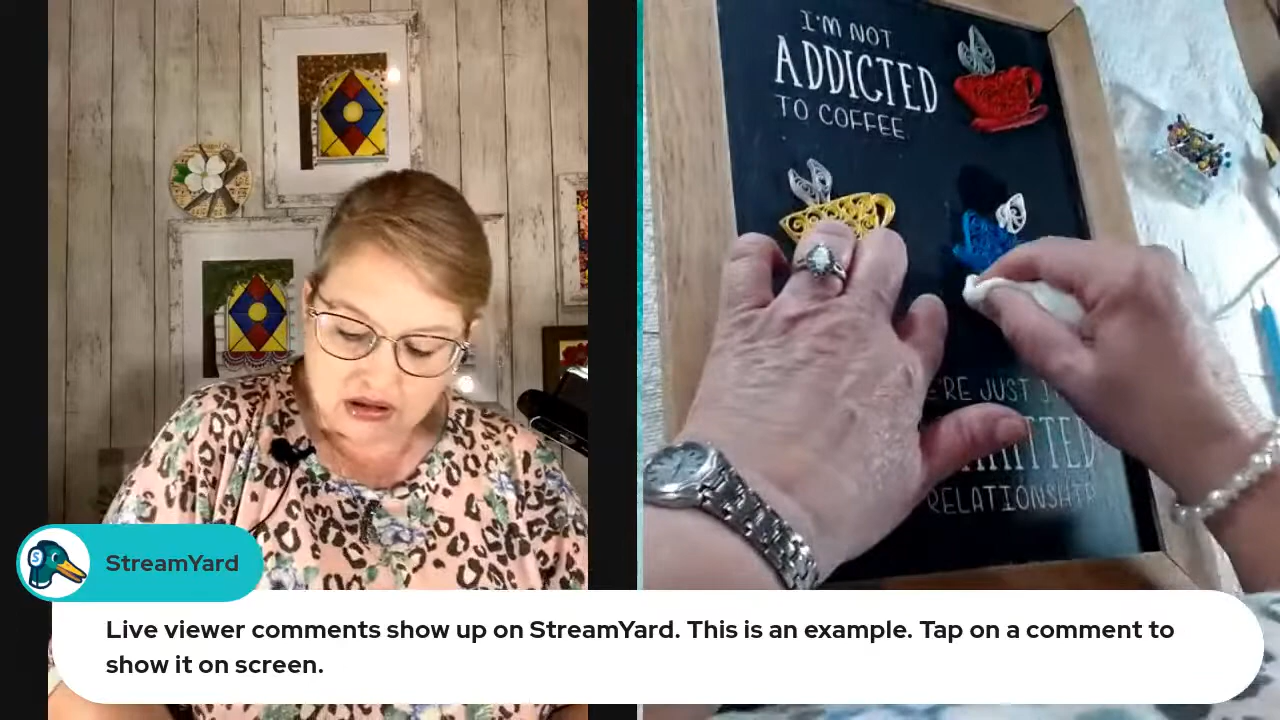 I'M NOT
ADDICTED
TO COFFEE
RELATIONSHIP
StreamYard
Live viewer comments show up on StreamYard. This is an example. Tap on a comment to
show it on screen.